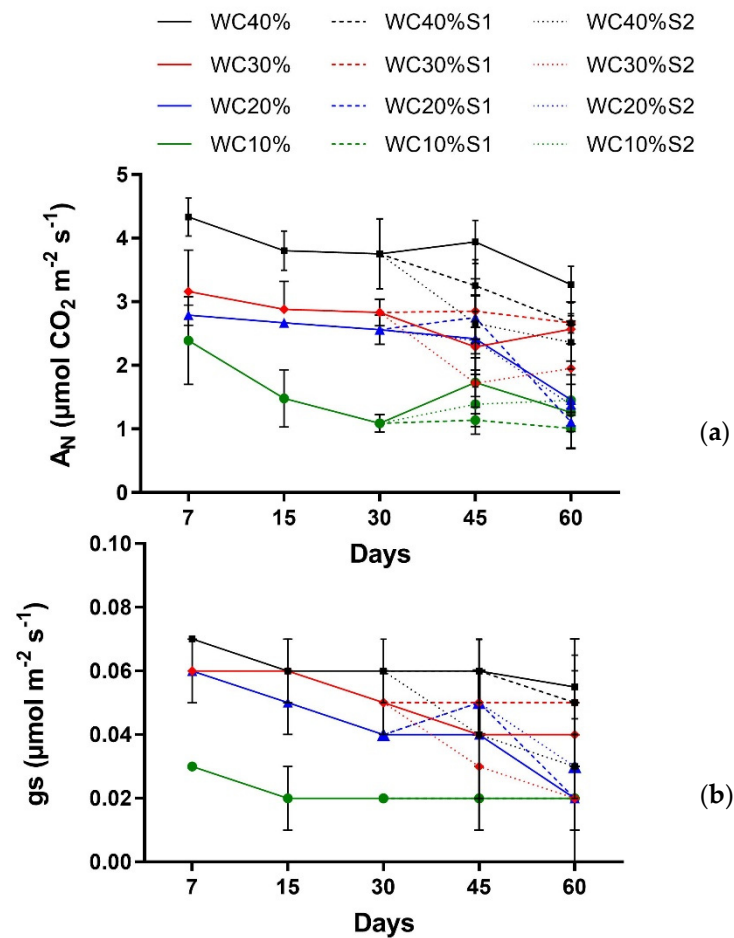 WC40% WC40%S1 WC40%S2
WC30% WC30%S1 WC30%S2
WC20% WC20%S1 WC20%S2
WC10% WC10%S1 WC10%S2
A_N (µmol CO₂ m⁻² s⁻¹)
5
4
3
2
1
0
7 15 30 45 60
Days
(a)
gs (µmol m⁻² s⁻¹)
0.10
0.08
0.06
0.04
0.02
0.00
7 15 30 45 60
Days
(b)